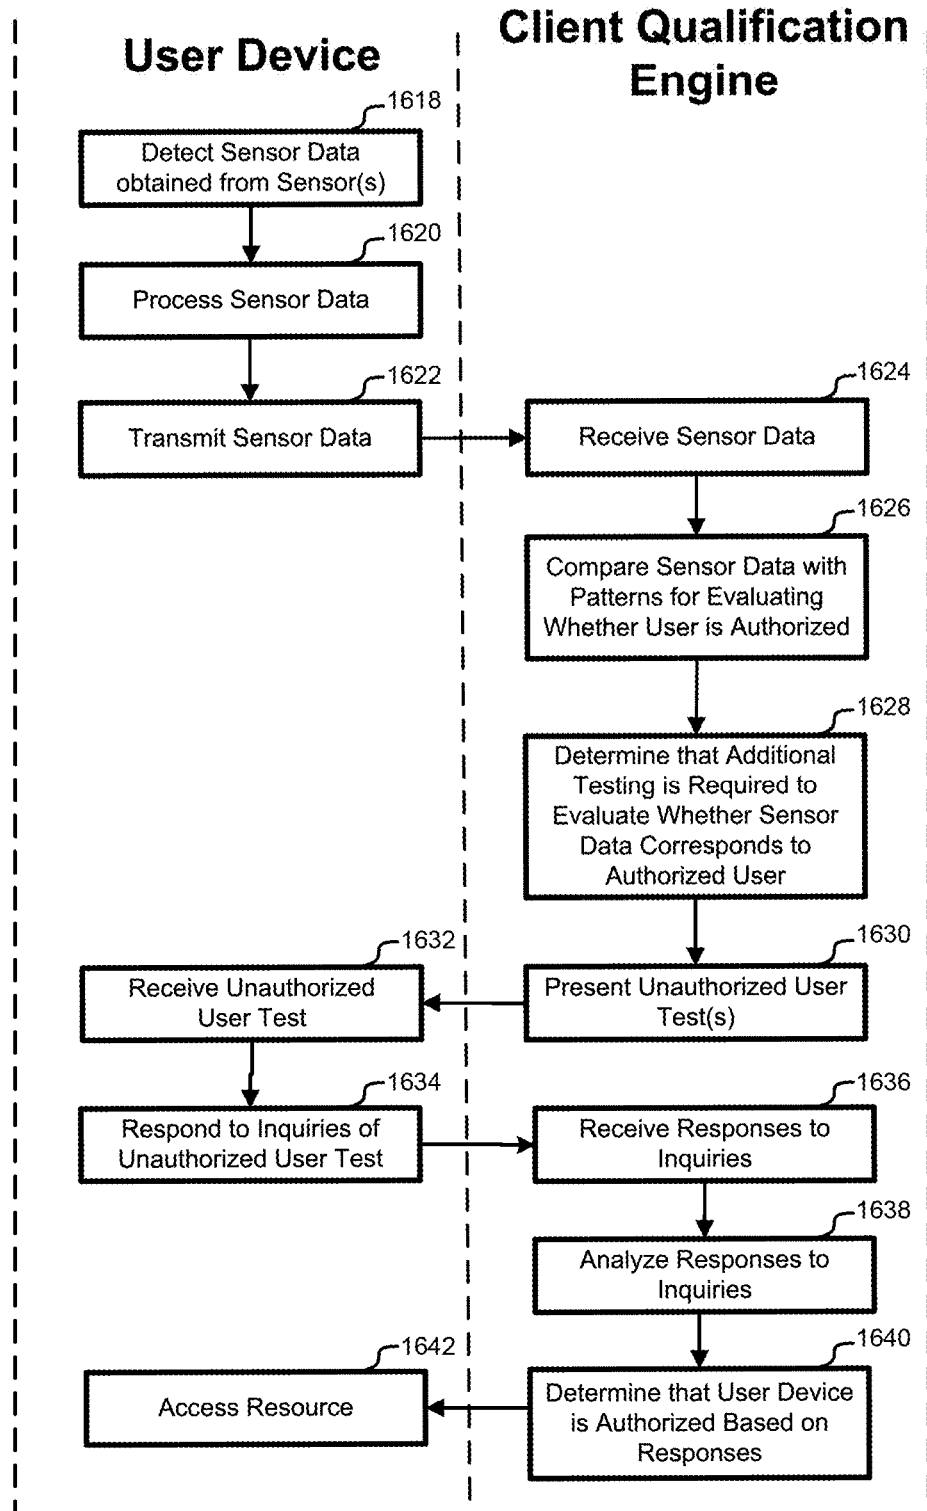 User Device
Client Qualification
Engine
1618
Detect Sensor Data
obtained from Sensor(s)
1620
Process Sensor Data
1622
Transmit Sensor Data
1624
Receive Sensor Data
1626
Compare Sensor Data with
Patterns for Evaluating
Whether User is Authorized
1628
Determine that Additional
Testing is Required to
Evaluate Whether Sensor
Data Corresponds to
Authorized User
1630
Present Unauthorized User
Test(s)
1632
Receive Unauthorized
User Test
1634
Respond to Inquiries of
Unauthorized User Test
1636
Receive Responses to
Inquiries
1638
Analyze Responses to
Inquiries
1640
Determine that User Device
is Authorized Based on
Responses
1642
Access Resource